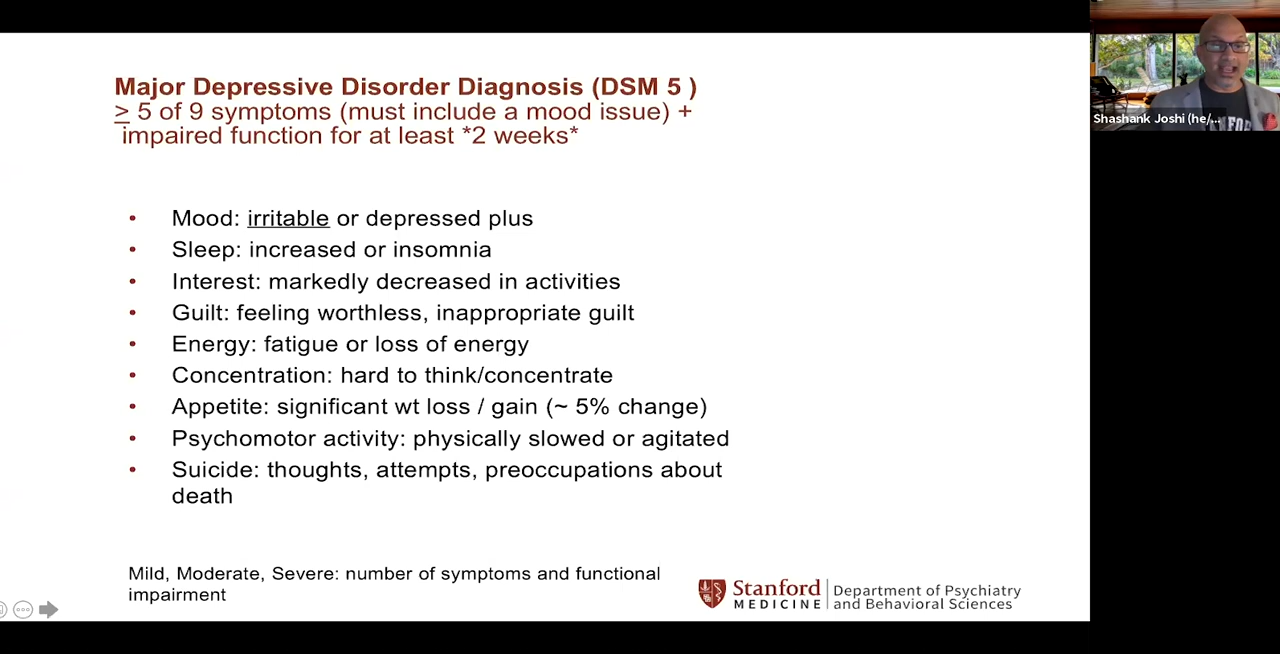 Major Depressive Disorder Diagnosis (DSM 5 )
≥ 5 of 9 symptoms (must include a mood issue) +
impaired function for at least *2 weeks*
• Mood: irritable or depressed plus
• Sleep: increased or insomnia
• Interest: markedly decreased in activities
• Guilt: feeling worthless, inappropriate guilt
• Energy: fatigue or loss of energy
• Concentration: hard to think/concentrate
• Appetite: significant wt loss / gain (~ 5% change)
• Psychomotor activity: physically slowed or agitated
• Suicide: thoughts, attempts, preoccupations about
death
Mild, Moderate, Severe: number of symptoms and functional
impairment
Stanford
MEDICINE
Department of Psychiatry
and Behavioral Sciences
Shashank Joshi (he/...